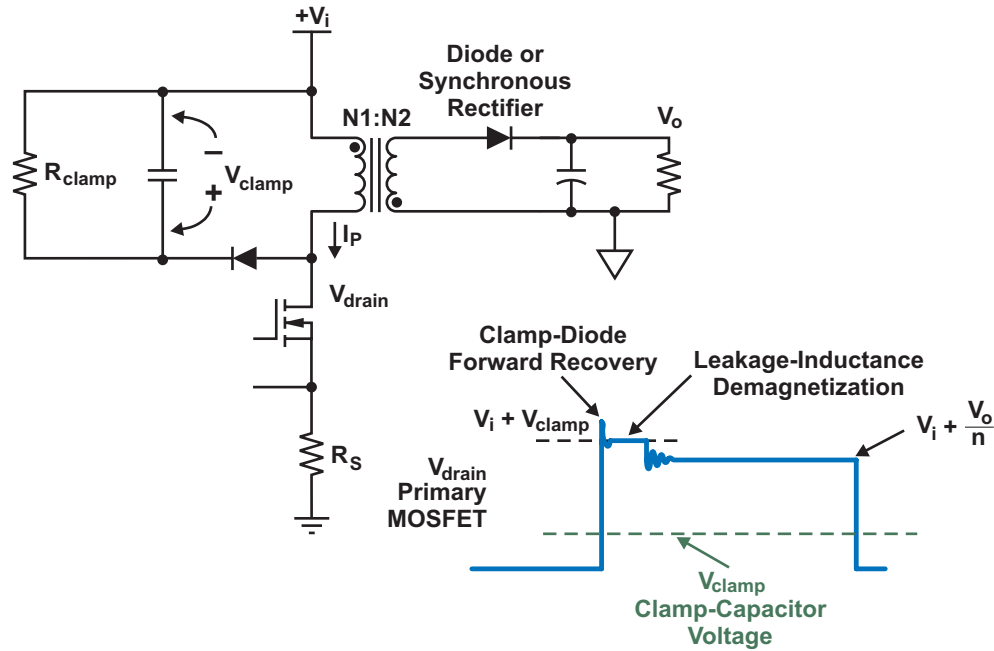 +Vi
Diode or
Synchronous
Rectifier
N1:N2
Vo
Rclamp
–
Vclamp
+
IP
Vdrain
RS
Clamp-Diode
Forward Recovery
Leakage-Inductance
Demagnetization
Vi + Vclamp
Vi + Vo/n
Vdrain
Primary
MOSFET
Vclamp
Clamp-Capacitor
Voltage